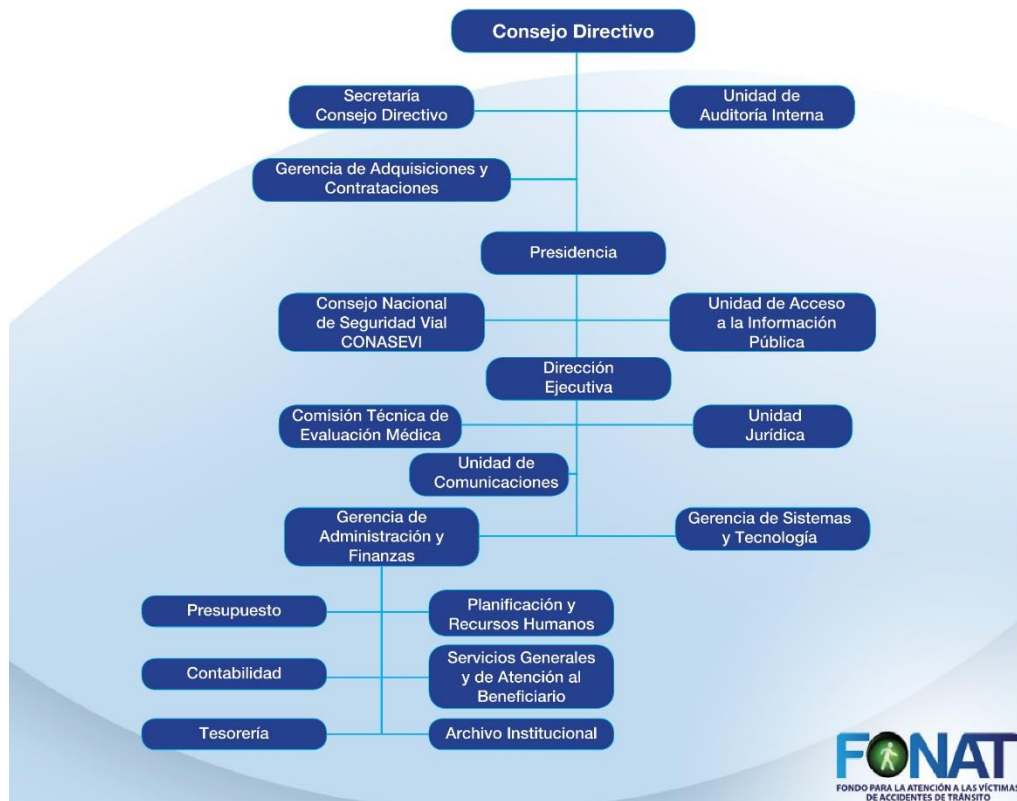 Consejo Directivo
Secretaría
Consejo Directivo
Unidad de
Auditoría Interna
Gerencia de Adquisiciones y
Contrataciones
Presidencia
Consejo Nacional
de Seguridad Vial
CONASEVI
Unidad de Acceso
a la Información
Pública
Dirección
Ejecutiva
Comisión Técnica de
Evaluación Médica
Unidad
Jurídica
Unidad de
Comunicaciones
Gerencia de
Administración y
Finanzas
Gerencia de Sistemas
y Tecnología
Presupuesto
Planificación y
Recursos Humanos
Contabilidad
Servicios Generales
y de Atención al
Beneficiario
Tesorería
Archivo Institucional
FONAT
FONDO PARA LA ATENCIÓN A LAS VÍCTIMAS
DE ACCIDENTES DE TRÁNSITO